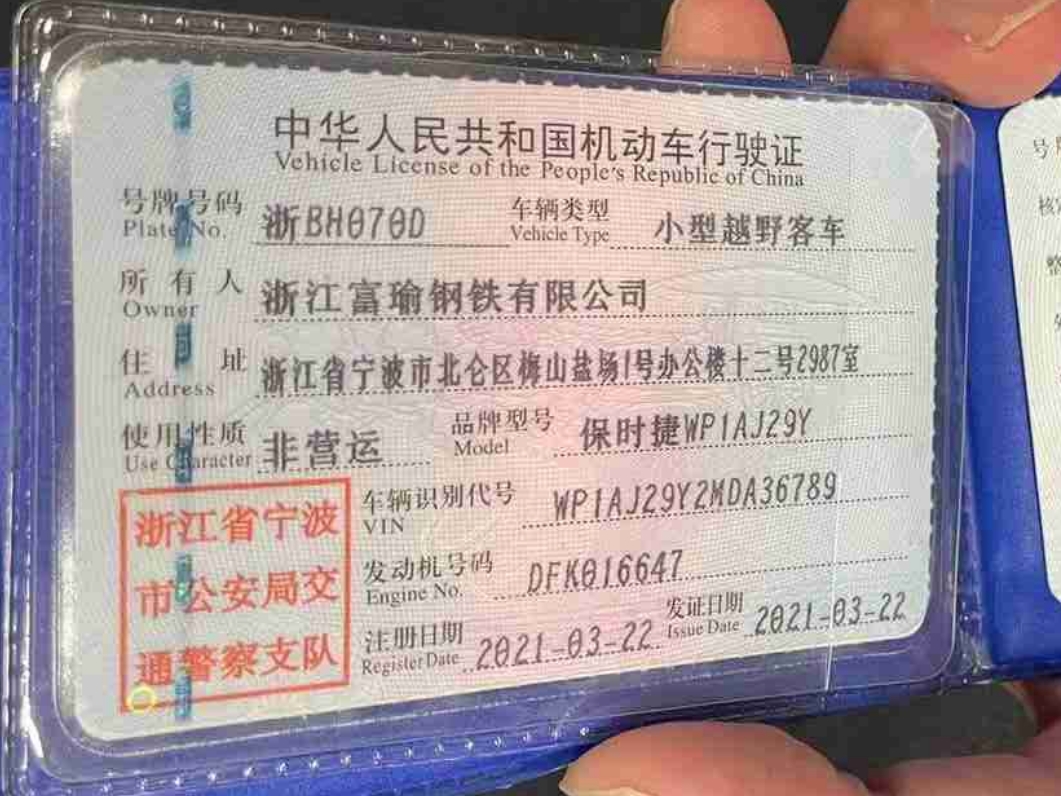 中华人民共和国机动车行驶证
Vehicle License of the People's Republic of China
号牌号码 浙BH070D 车辆类型 小型越野客车
Plate No. Vehicle Type
所有人 浙江富瑜钢铁有限公司
Owner
住址 浙江省宁波市北仑区梅山盐场1号办公楼十二号2987室
Address
使用性质 非营运 品牌型号 保时捷WP1AJ29Y
Use Character Model
浙江省宁波
市公安局交
通警察支队
车辆识别代号 WP1AJ29Y2MDA36789
VIN
发动机号码 DFK016647
Engine No.
注册日期 2021-03-22 发证日期 2021-03-22
Register Date Issue Date
号
核